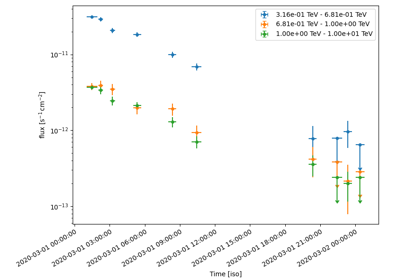 3.16e-01 TeV - 6.81e-01 TeV
6.81e-01 TeV - 1.00e+00 TeV
1.00e+00 TeV - 1.00e+01 TeV
10⁻¹¹
10⁻¹²
10⁻¹³
flux [s⁻¹cm⁻²]
2020-03-01 00:00:00
2020-03-01 03:00:00
2020-03-01 06:00:00
2020-03-01 09:00:00
2020-03-01 12:00:00
2020-03-01 15:00:00
2020-03-01 18:00:00
2020-03-01 21:00:00
2020-03-02 00:00:00
Time [iso]